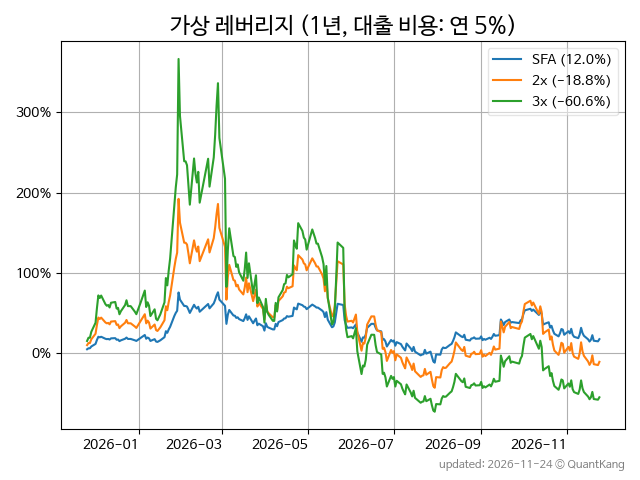 가상 레버리지 (1년, 대출 비용: 연 5%)
SFA (12.0%)
2x (−18.8%)
3x (−60.6%)
300%
200%
100%
0%
2026−01 2026−03 2026−05 2026−07 2026−09 2026−11
updated: 2026−11−24 © QuantKang